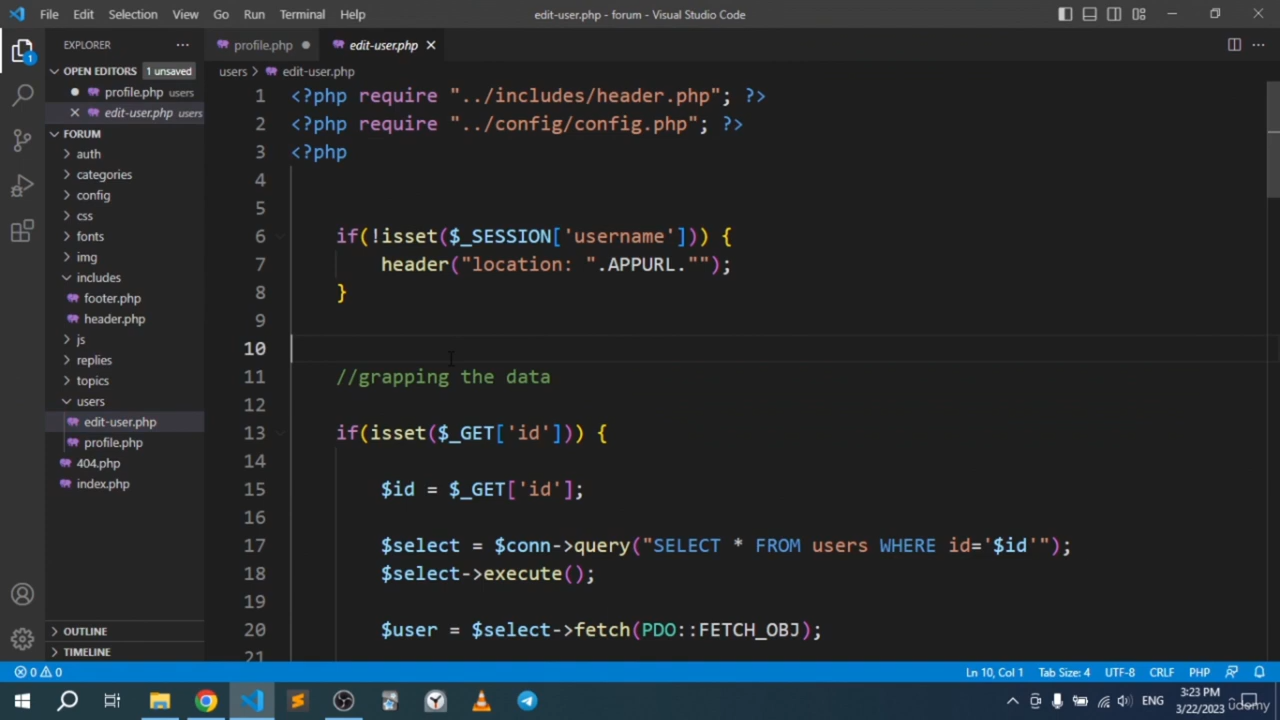 File Edit Selection View Go Run Terminal Help edit-user.php - forum - Visual Studio Code
EXPLORER
profile.php
edit-user.php
OPEN EDITORS 1 unsaved
profile.php users
edit-user.php users
FORUM
auth
categories
config
css
fonts
img
includes
footer.php
header.php
js
replies
topics
users
edit-user.php
profile.php
404.php
index.php
OUTLINE
TIMELINE
users > edit-user.php
1 <?php require "../includes/header.php"; ?>
2 <?php require "../config/config.php"; ?>
3 <?php
4
5
6 if(!isset($_SESSION['username'])) {
7 header("location: ".APPURL."");
8 }
9
10
11 //grapping the data
12
13 if(isset($_GET['id'])) {
14
15 $id = $_GET['id'];
16
17 $select = $conn->query("SELECT * FROM users WHERE id='$id'");
18 $select->execute();
19
20 $user = $select->fetch(PDO::FETCH_OBJ);
21
0 0 Ln 10, Col 1 Tab Size: 4 UTF-8 CRLF PHP
ENG 3:23 PM
3/22/2023
udemy